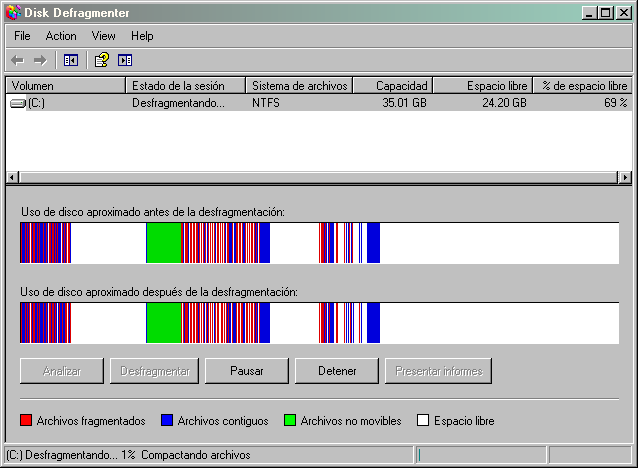 Disk Defragmenter
File Action View Help
Volumen Estado de la sesión Sistema de archivos Capacidad Espacio libre % de espacio libre
(C:) Desfragmentando... NTFS 35.01 GB 24.20 GB 69 %
Uso de disco aproximado antes de la desfragmentación:
Uso de disco aproximado después de la desfragmentación:
Analizar Desfragmentar Pausar Detener Presentar informes
Archivos fragmentados Archivos contiguos Archivos no movibles Espacio libre
(C:) Desfragmentando... 1% Compactando archivos